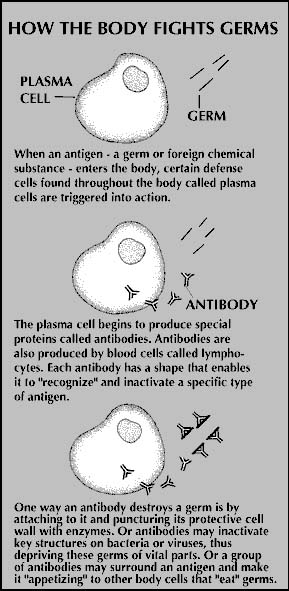 HOW THE BODY FIGHTS GERMS
PLASMA
CELL
GERM
When an antigen - a germ or foreign chemical
substance - enters the body, certain defense
cells found throughout the body called plasma
cells are triggered into action.
ANTIBODY
The plasma cell begins to produce special
proteins called antibodies. Antibodies are
also produced by blood cells called lympho-
cytes. Each antibody has a shape that enables
it to "recognize" and inactivate a specific type
of antigen.
One way an antibody destroys a germ is by
attaching to it and puncturing its protective cell
wall with enzymes. Or antibodies may inactivate
key structures on bacteria or viruses, thus
depriving these germs of vital parts. Or a group
of antibodies may surround an antigen and make
it "appetizing" to other body cells that "eat" germs.